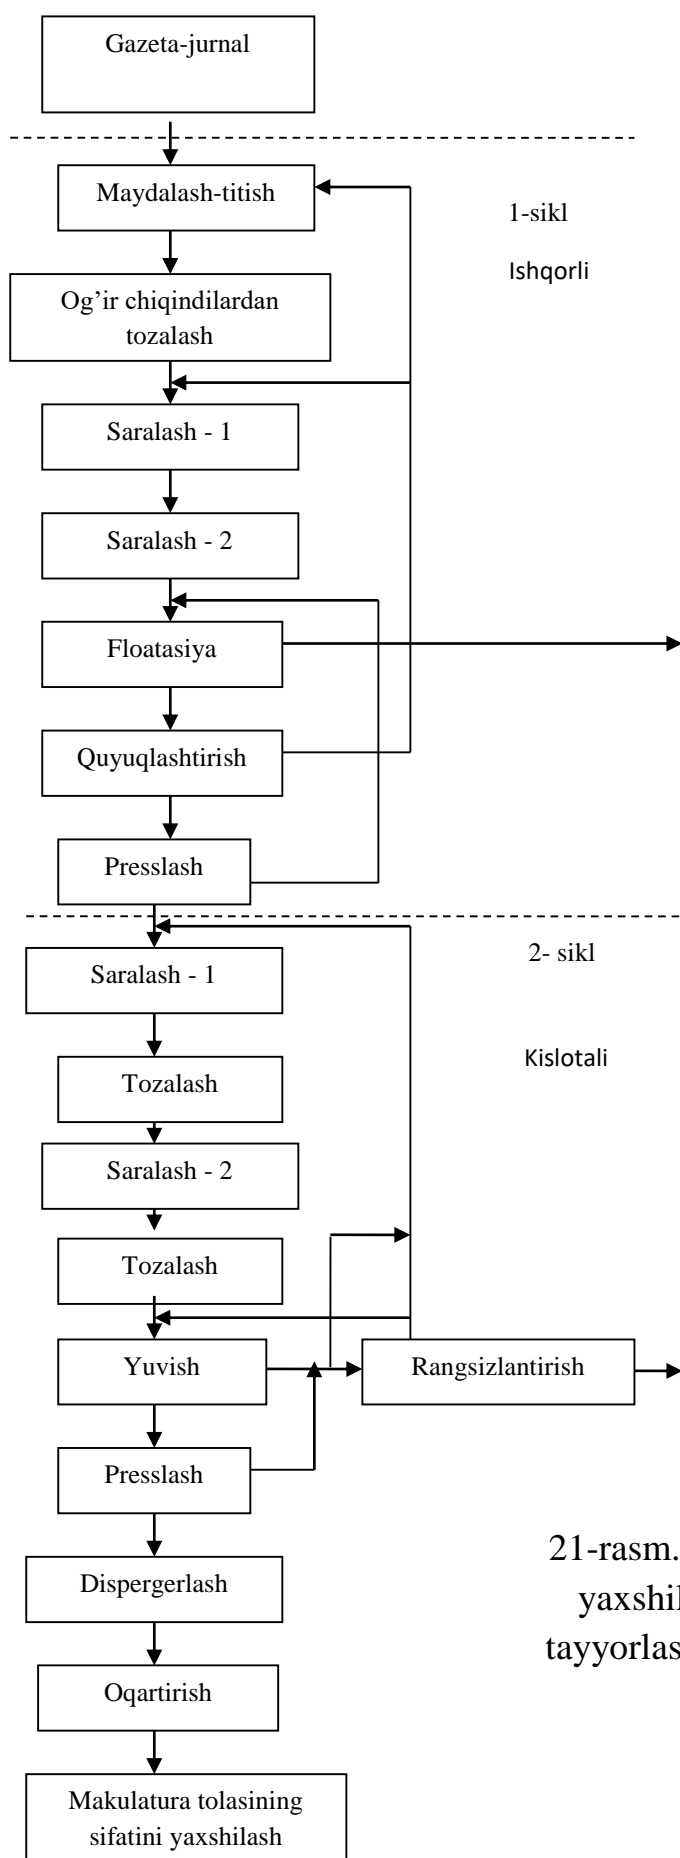 Gazeta-jurnal
Maydalash-titish
1-sikl
Ishqorli
Og’ir chiqindilardan
tozalash
Saralash - 1
Saralash - 2
Floatasiya
Quyuqlashtirish
Presslash
2- sikl
Saralash - 1
Kislotali
Tozalash
Saralash - 2
Tozalash
Yuvish
Rangsizlantirish
Presslash
21-rasm.
Dispergerlash
Oqartirish
Makulatura tolasining
sifatini yaxshilash